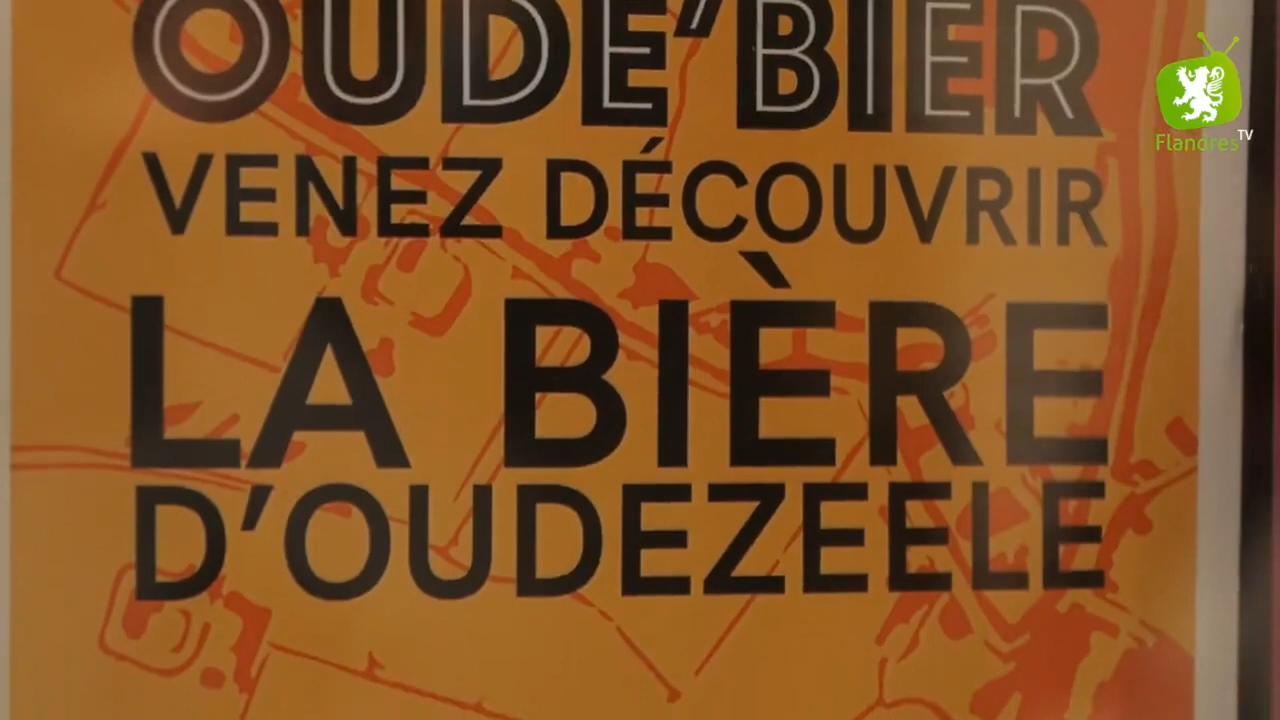 OUDE'BIER
VENEZ DÉCOUVRIR
LA BIÈRE
D'OUDEZEELE
Flandres TV